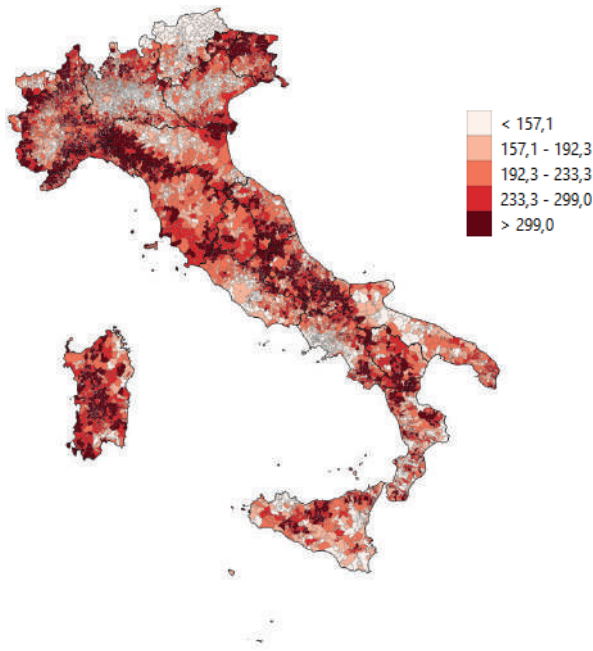 < 157,1
157,1 - 192,3
192,3 - 233,3
233,3 - 299,0
> 299,0